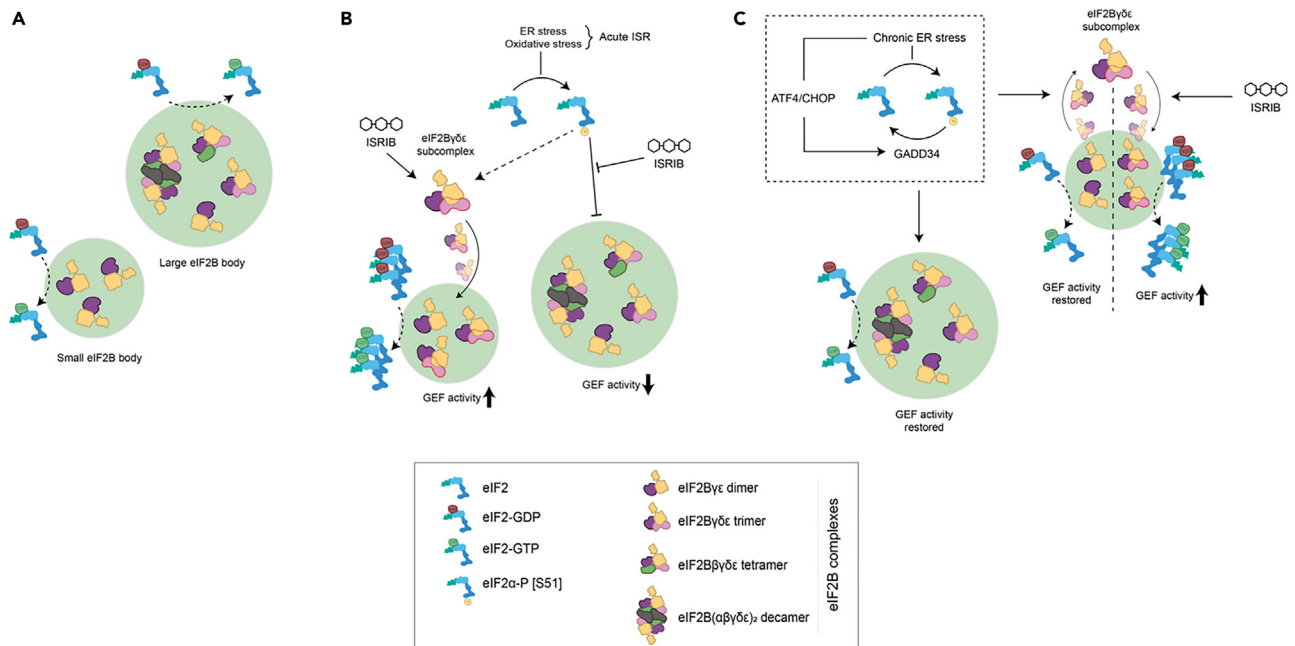 A
Large eIF2B body
Small eIF2B body
B
ER stress
Oxidative stress
Acute ISR
ISRIB
eIF2Bγδε
subcomplex
ISRIB
GEF activity
GEF activity
C
Chronic ER stress
ATF4/CHOP
GADD34
eIF2Bγδε
subcomplex
ISRIB
GEF activity
restored
GEF activity
GEF activity
restored
eIF2
eIF2-GDP
eIF2-GTP
eIF2α-P [S51]
eIF2Bγε dimer
eIF2Bγδε trimer
eIF2Bβγδε tetramer
eIF2B(αβγδε)₂ decamer
eIF2B complexes